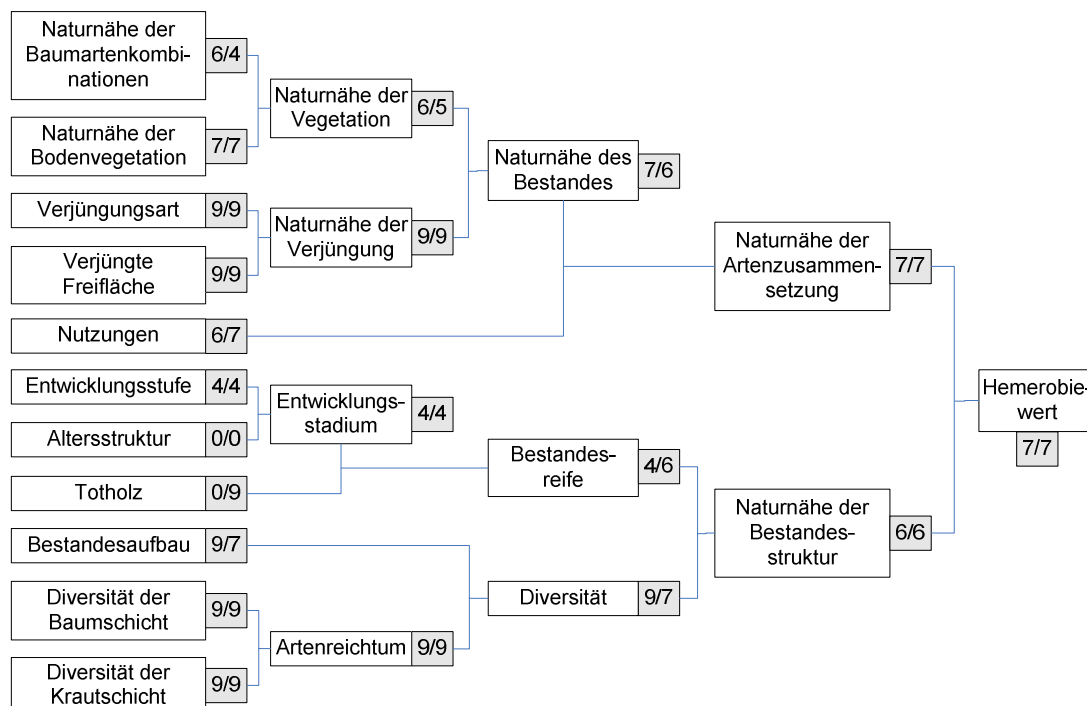 Naturnähe der
Baumartenkombi-
nationen
6/4
Naturnähe der
Bodenvegetation
7/7
Verjüngungsart
9/9
Verjüngte
Freifläche
9/9
Nutzungen
6/7
Entwicklungsstufe
4/4
Altersstruktur
0/0
Totholz
0/9
Bestandesaufbau
9/7
Diversität der
Baumschicht
9/9
Diversität der
Krautschicht
9/9
Naturnähe der
Vegetation
6/5
Naturnähe der
Verjüngung
9/9
Entwicklungs-
stadium
4/4
Artenreichtum
9/9
Naturnähe des
Bestandes
7/6
Bestandes-
reife
4/6
Diversität
9/7
Naturnähe der
Artenzusammen-
setzung
7/7
Naturnähe der
Bestandes-
struktur
6/6
Hemerobie-
wert
7/7